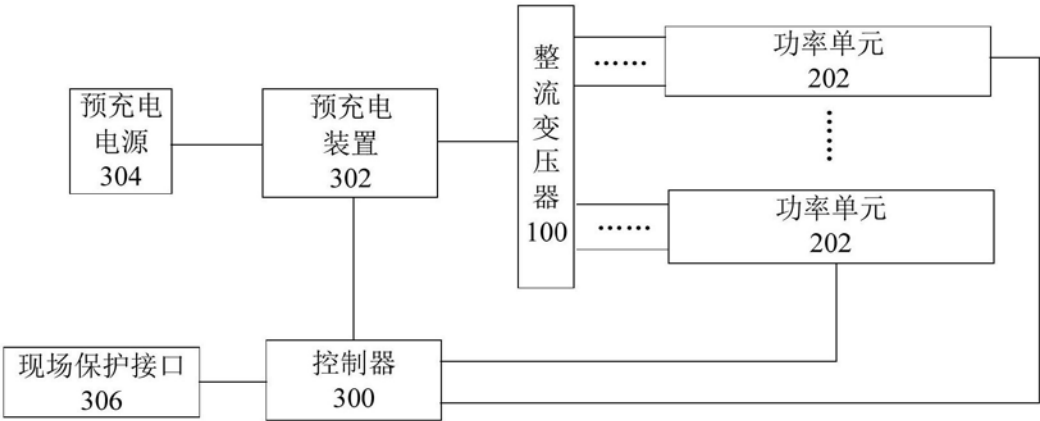 预充电
电源
304
预充电
装置
302
整
流
变
压
器
100
……
功率单元
202
……
……
功率单元
202
现场保护接口
306
控制器
300